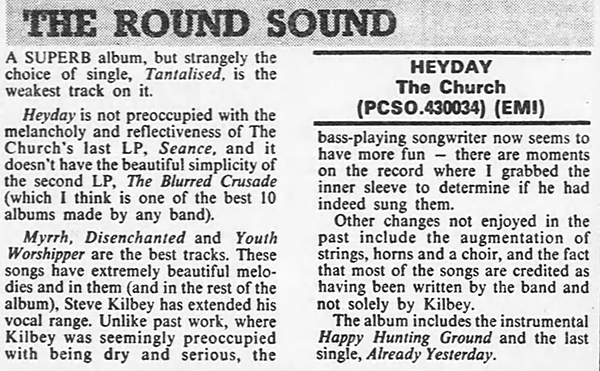 THE ROUND SOUND
A SUPERB album, but strangely the
choice of single, Tantalised, is the
weakest track on it.
Heyday is not preoccupied with the
melancholy and reflectiveness of The
Church's last LP, Seance, and it
doesn't have the beautiful simplicity of
the second LP, The Blurred Crusade
(which I think is one of the best 10
albums made by any band).
Myrrh, Disenchanted and Youth
Worshipper are the best tracks. These
songs have extremely beautiful melo-
dies and in them (and in the rest of the
album), Steve Kilbey has extended his
vocal range. Unlike past work, where
Kilbey was seemingly preoccupied
with being dry and serious, the
HEYDAY
The Church
(PCSO.430034) (EMI)
bass-playing songwriter now seems to
have more fun — there are moments
on the record where I grabbed the
inner sleeve to determine if he had
indeed sung them.
Other changes not enjoyed in the
past include the augmentation of
strings, horns and a choir, and the fact
that most of the songs are credited as
having been written by the band and
not solely by Kilbey.
The album includes the instrumental
Happy Hunting Ground and the last
single, Already Yesterday.